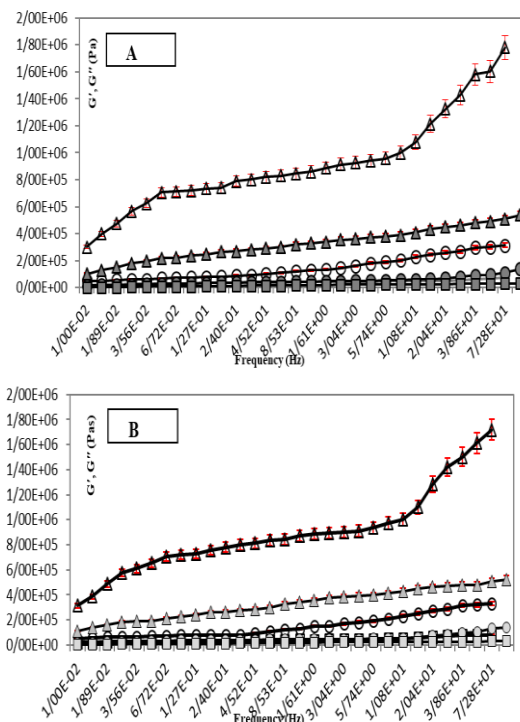 2/00E+06
1/80E+06
1/60E+06
1/40E+06
1/20E+06
1/00E+06
8/00E+05
6/00E+05
4/00E+05
2/00E+05
0/00E+00
G′, G″ (Pa)
A
1/00E-02
1/89E-02
3/56E-02
6/72E-02
1/27E-01
2/40E-01
4/52E-01
8/53E-01
1/61E+00
3/04E+00
5/74E+00
1/08E+01
2/04E+01
3/86E+01
7/28E+01
Frequency (Hz)
2/00E+06
1/80E+06
1/60E+06
1/40E+06
1/20E+06
1/00E+06
8/00E+05
6/00E+05
4/00E+05
2/00E+05
0/00E+00
G′, G″ (Pas)
B
1/00E-02
1/89E-02
3/56E-02
6/72E-02
1/27E-01
2/40E-01
4/52E-01
8/53E-01
1/61E+00
3/04E+00
5/74E+00
1/08E+01
2/04E+01
3/86E+01
7/28E+01
Frequency (Hz)